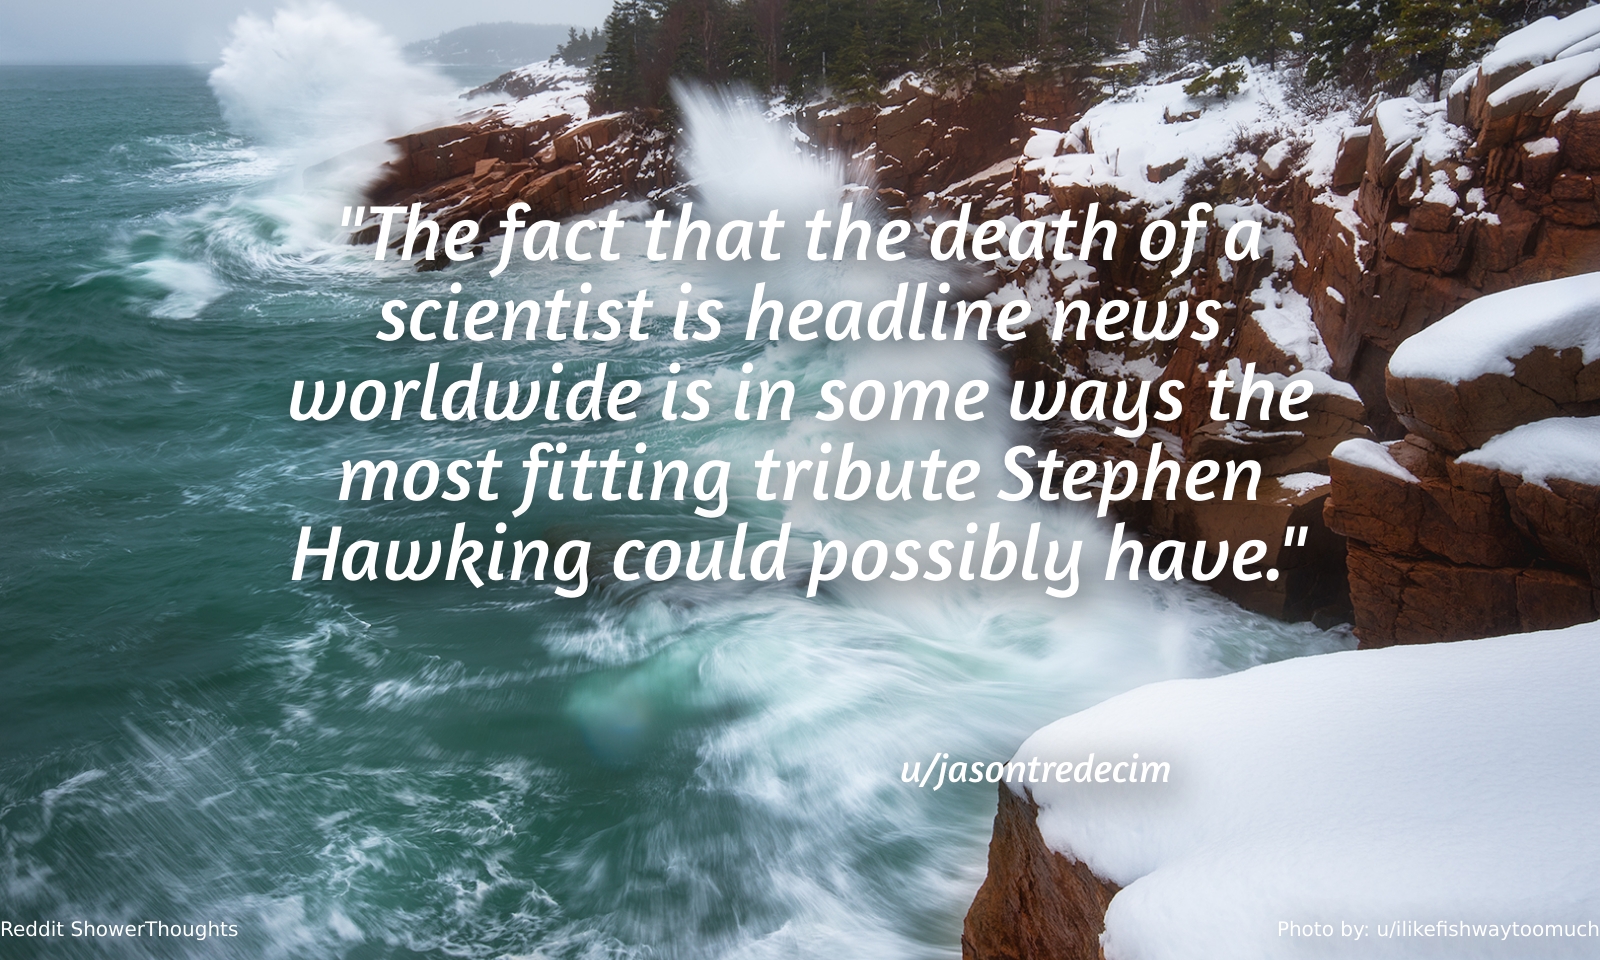 "The fact that the death of a
scientist is headline news
worldwide is in some ways the
most fitting tribute Stephen
Hawking could possibly have."
u/jasontredecim
Reddit ShowerThoughts
Photo by: u/ilikefishwaytoomuch